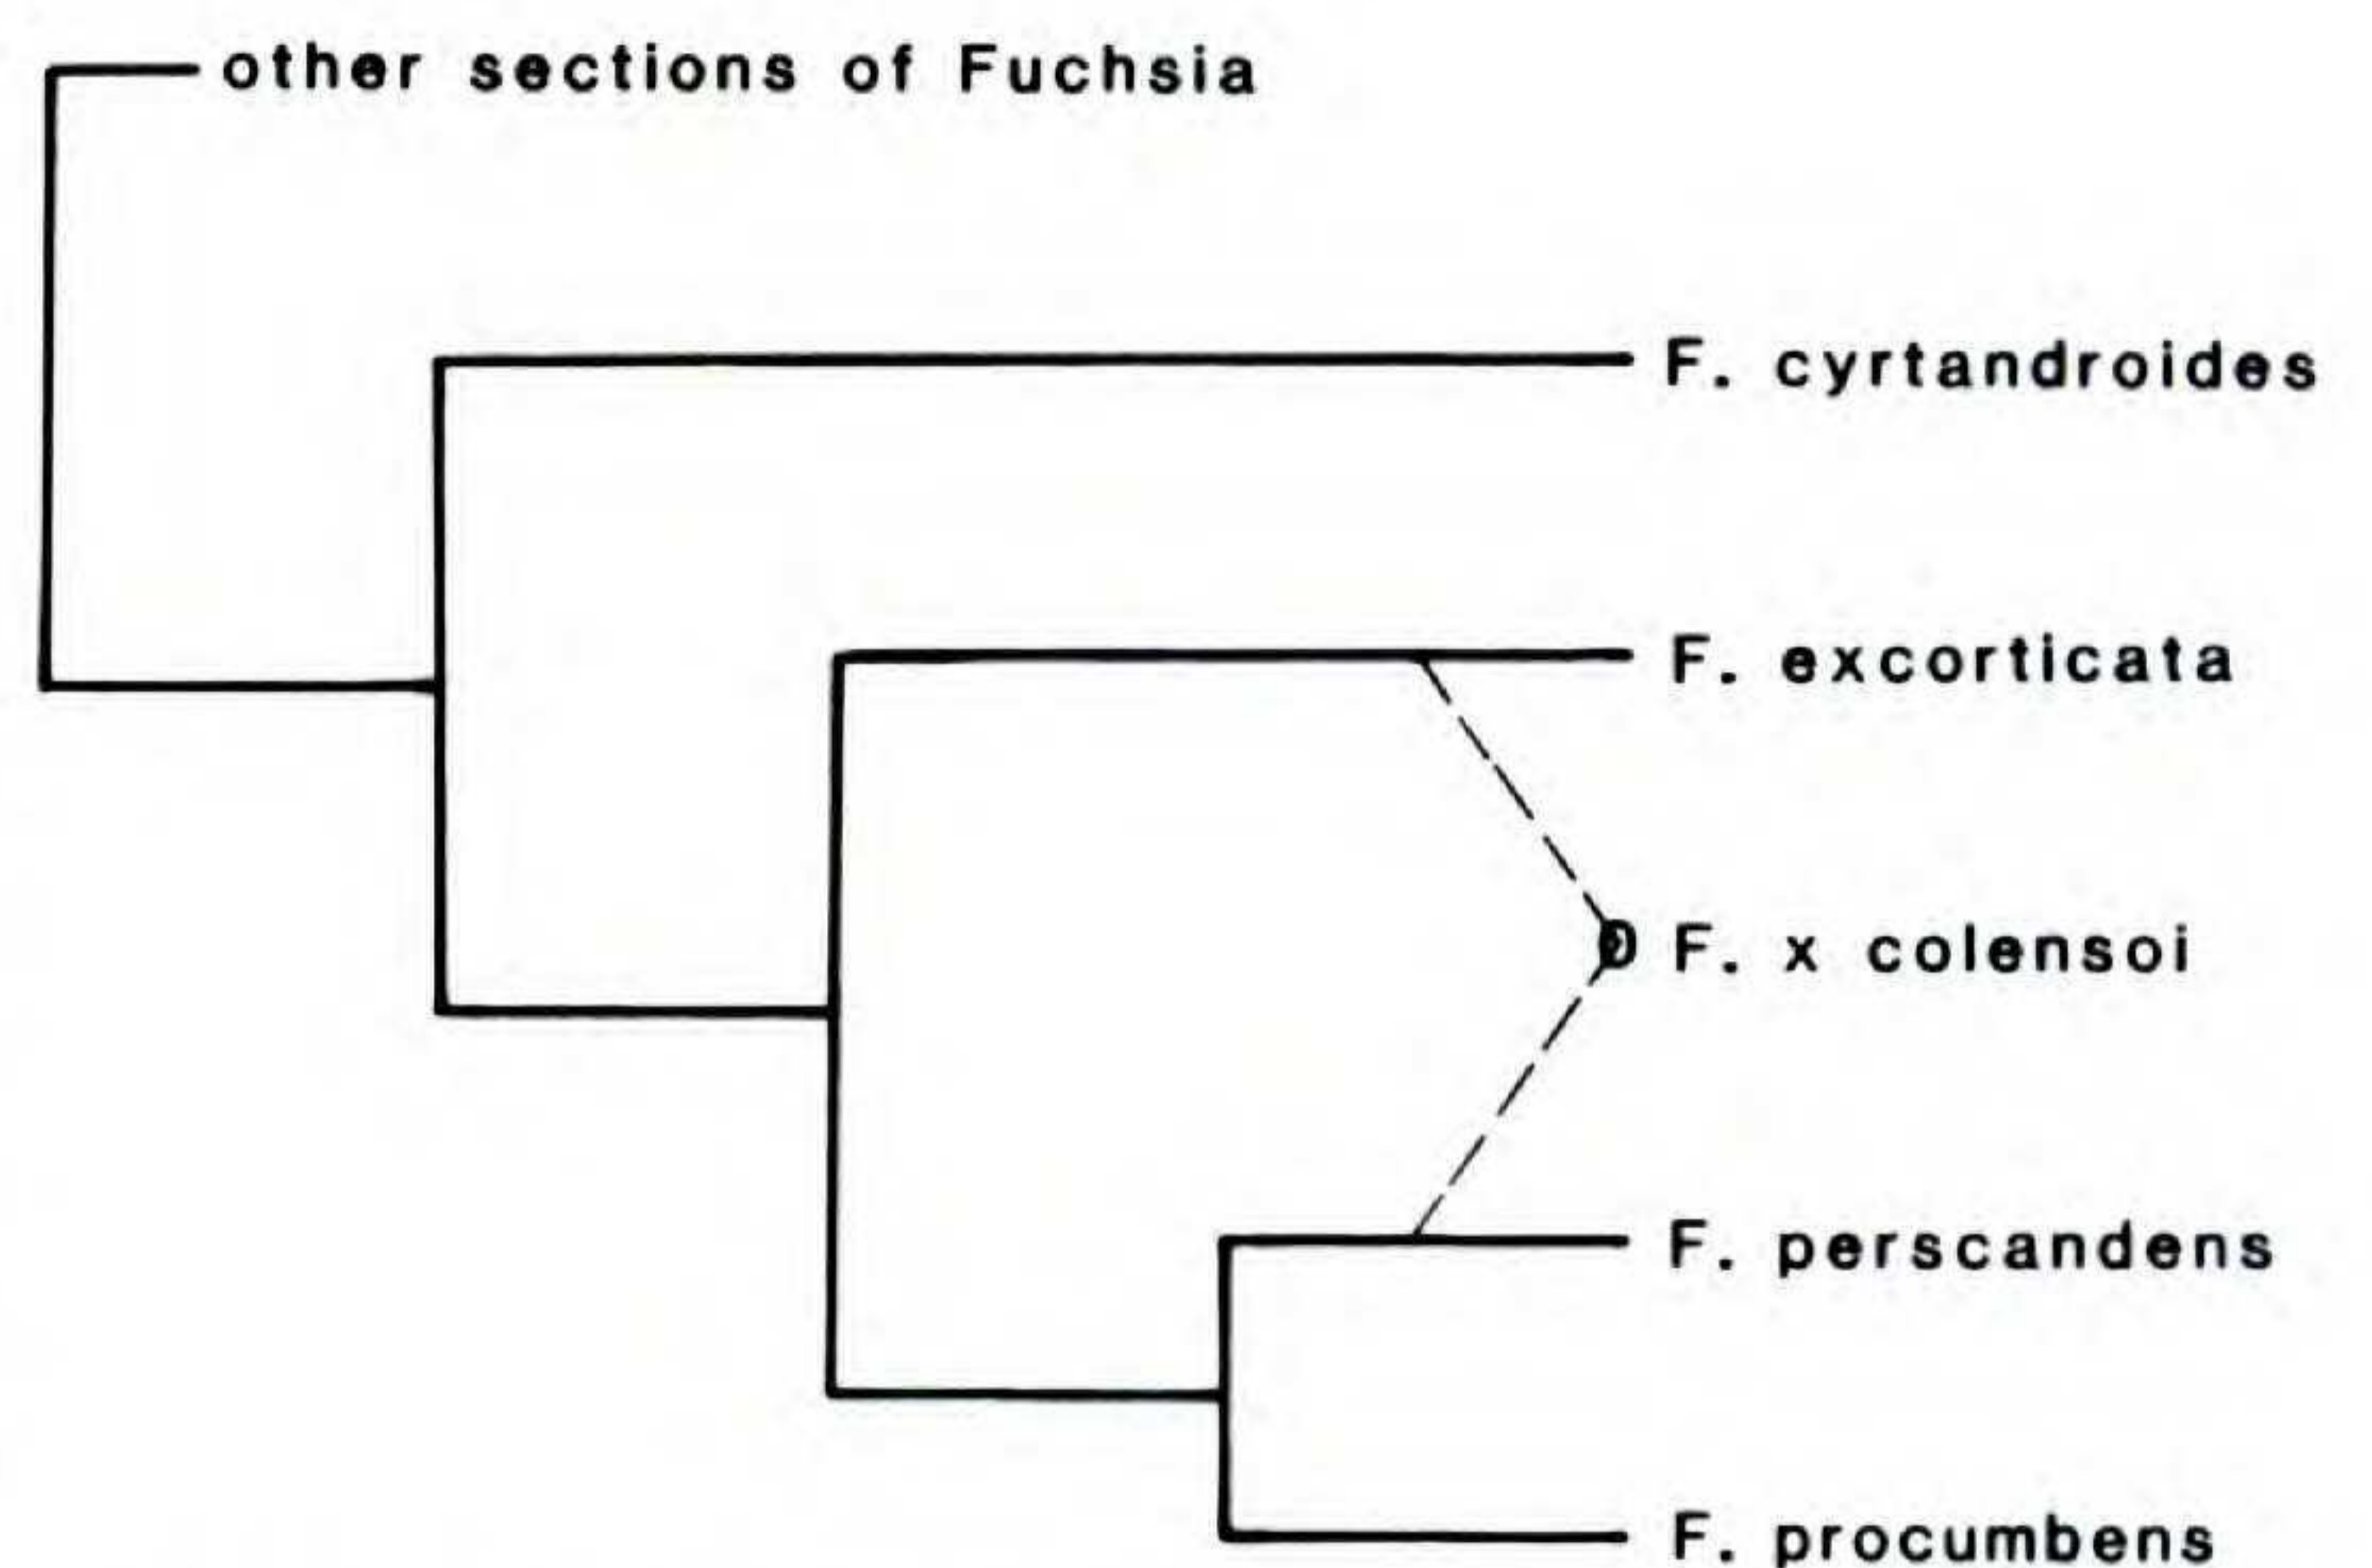 other sections of Fuchsia
F. cyrtandroides
F. excorticata
F. x colensoi
F. perscandens
F. procumbens